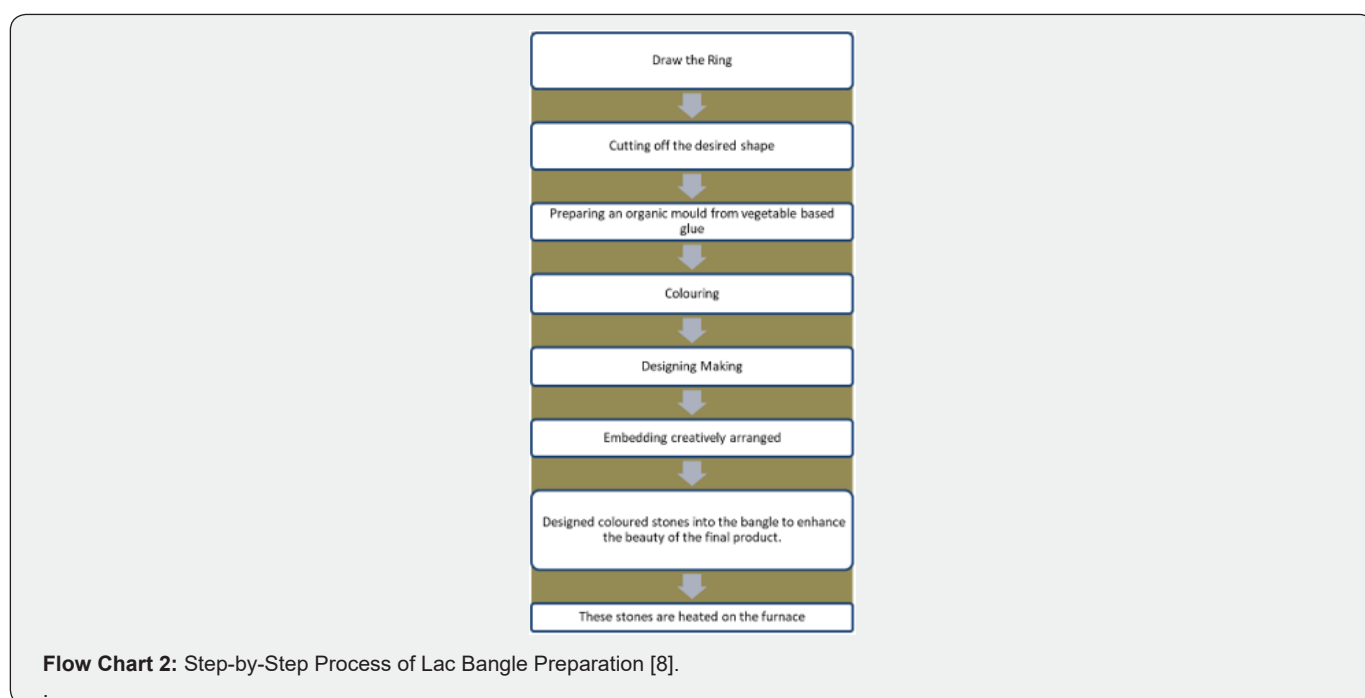 Draw the Ring
Cutting off the desired shape
Preparing an organic mould from vegetable based
glue
Colouring
Designing Making
Embedding creatively arranged
Designed coloured stones into the bangle to enhance
the beauty of the final product.
These stones are heated on the furnace
Flow Chart 2: Step-by-Step Process of Lac Bangle Preparation [8].
.